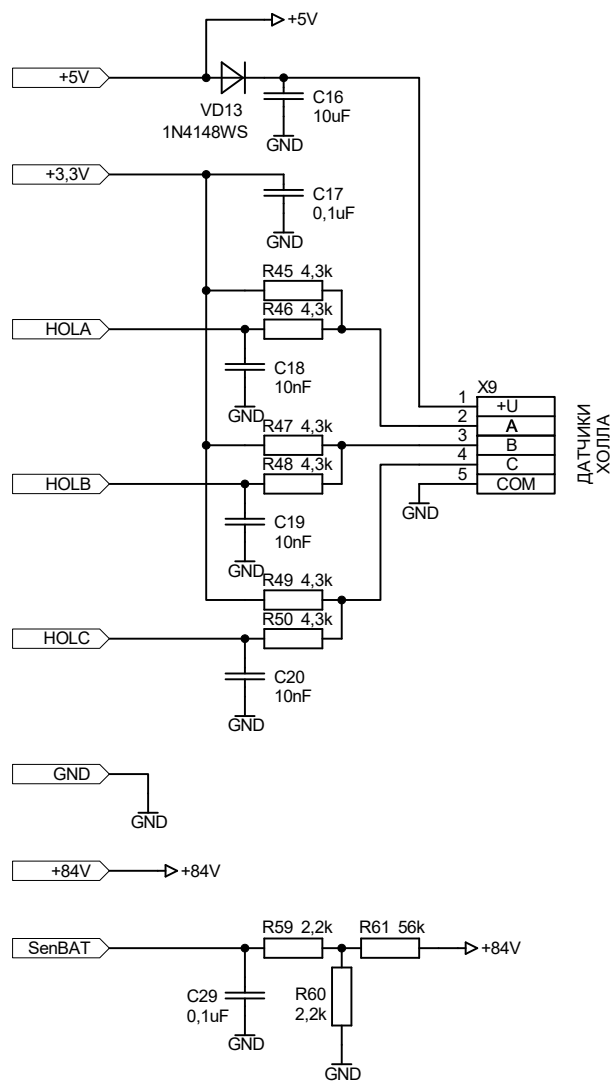 +5V
+5V
VD13
1N4148WS
C16
10uF
GND
+3,3V
C17
0,1uF
GND
R45 4,3k
R46 4,3k
HOLA
C18
10nF
GND
R47 4,3k
R48 4,3k
HOLB
C19
10nF
GND
R49 4,3k
R50 4,3k
HOLC
C20
10nF
GND
X9
1 +U
2 A
3 B
4 C
5 COM
GND
ДАТЧИКИ
ХОЛЛА
GND
GND
+84V
+84V
SenBAT
R59 2,2k
R61 56k
+84V
C29
0,1uF
GND
R60
2,2k
GND